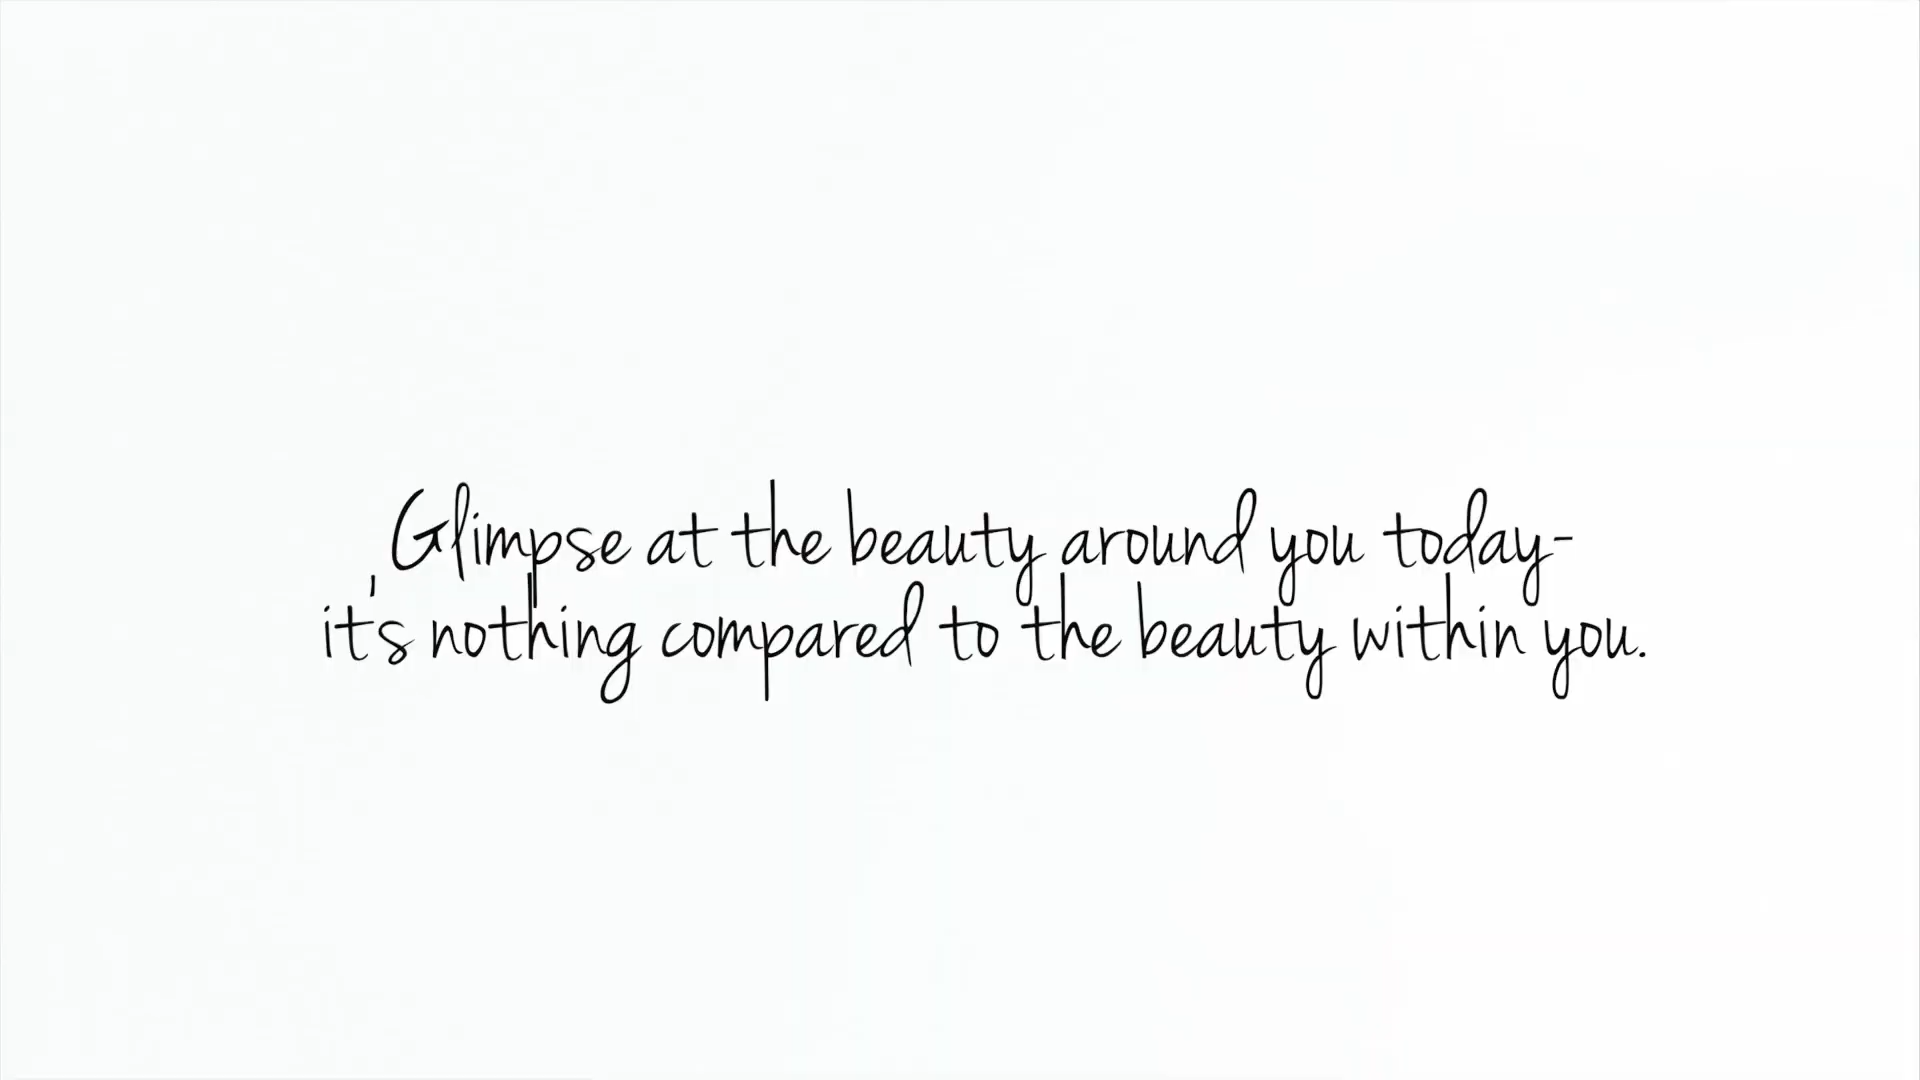 Glimpse at the beauty around you today-
it's nothing compared to the beauty within you.